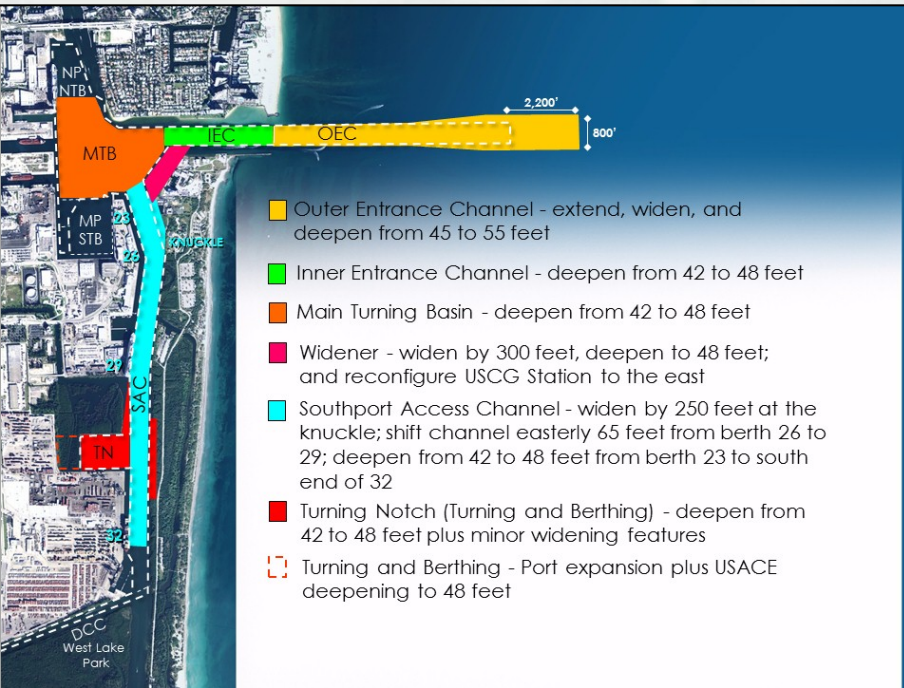 NP
NTB
2,200'
IEC
OEC
800'
MTB
MP
STB
23
KNUCKLE
26
Outer Entrance Channel - extend, widen, and
deepen from 45 to 55 feet
Inner Entrance Channel - deepen from 42 to 48 feet
Main Turning Basin - deepen from 42 to 48 feet
Widener - widen by 300 feet, deepen to 48 feet;
and reconfigure USCG Station to the east
29
SAC
Southport Access Channel - widen by 250 feet at the
knuckle; shift channel easterly 65 feet from berth 26 to
29; deepen from 42 to 48 feet from berth 23 to south
end of 32
TN
Turning Notch (Turning and Berthing) - deepen from
42 to 48 feet plus minor widening features
32
Turning and Berthing - Port expansion plus USACE
deepening to 48 feet
DCC
West Lake
Park